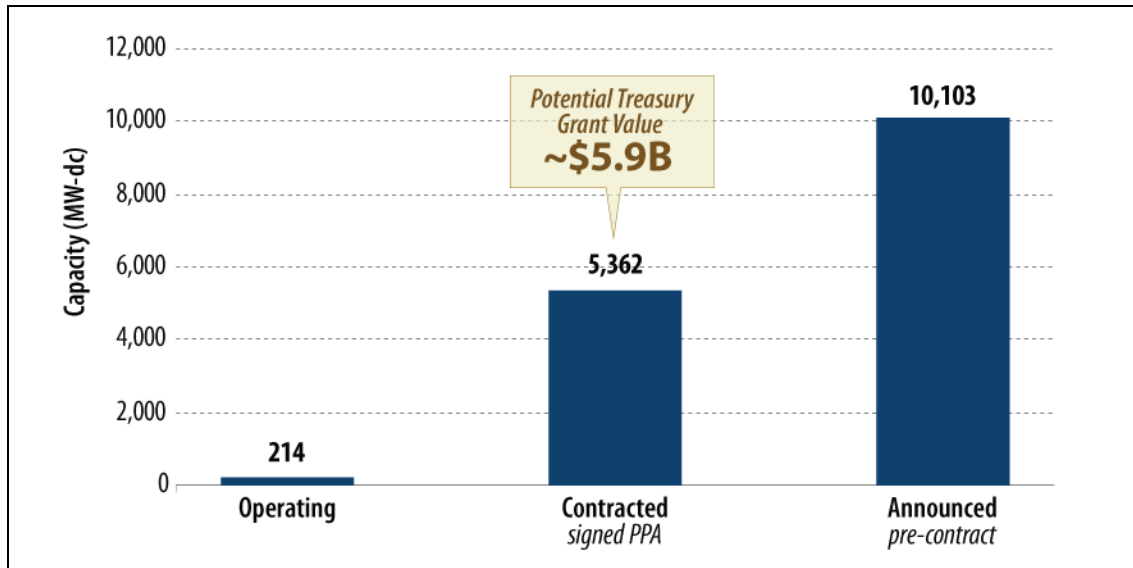 12,000
10,000
8,000
6,000
4,000
2,000
0
Capacity (MW-dc)
Potential Treasury
Grant Value
~$5.9B
214
5,362
10,103
Operating
Contracted
signed PPA
Announced
pre-contract